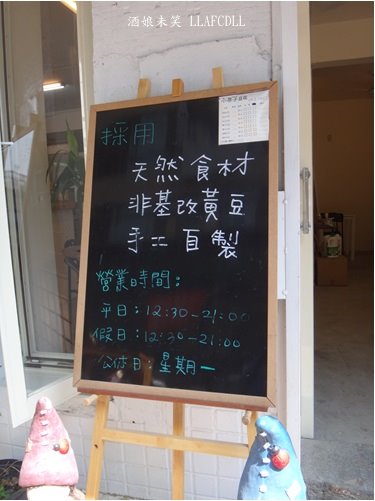 酒娘未笑 LLAFCDLL
採用
天然食材
非基改黃豆
手工自製
營業時間:
平日:12:30-21:00
假日:12:30-21:00
公休日:星期一